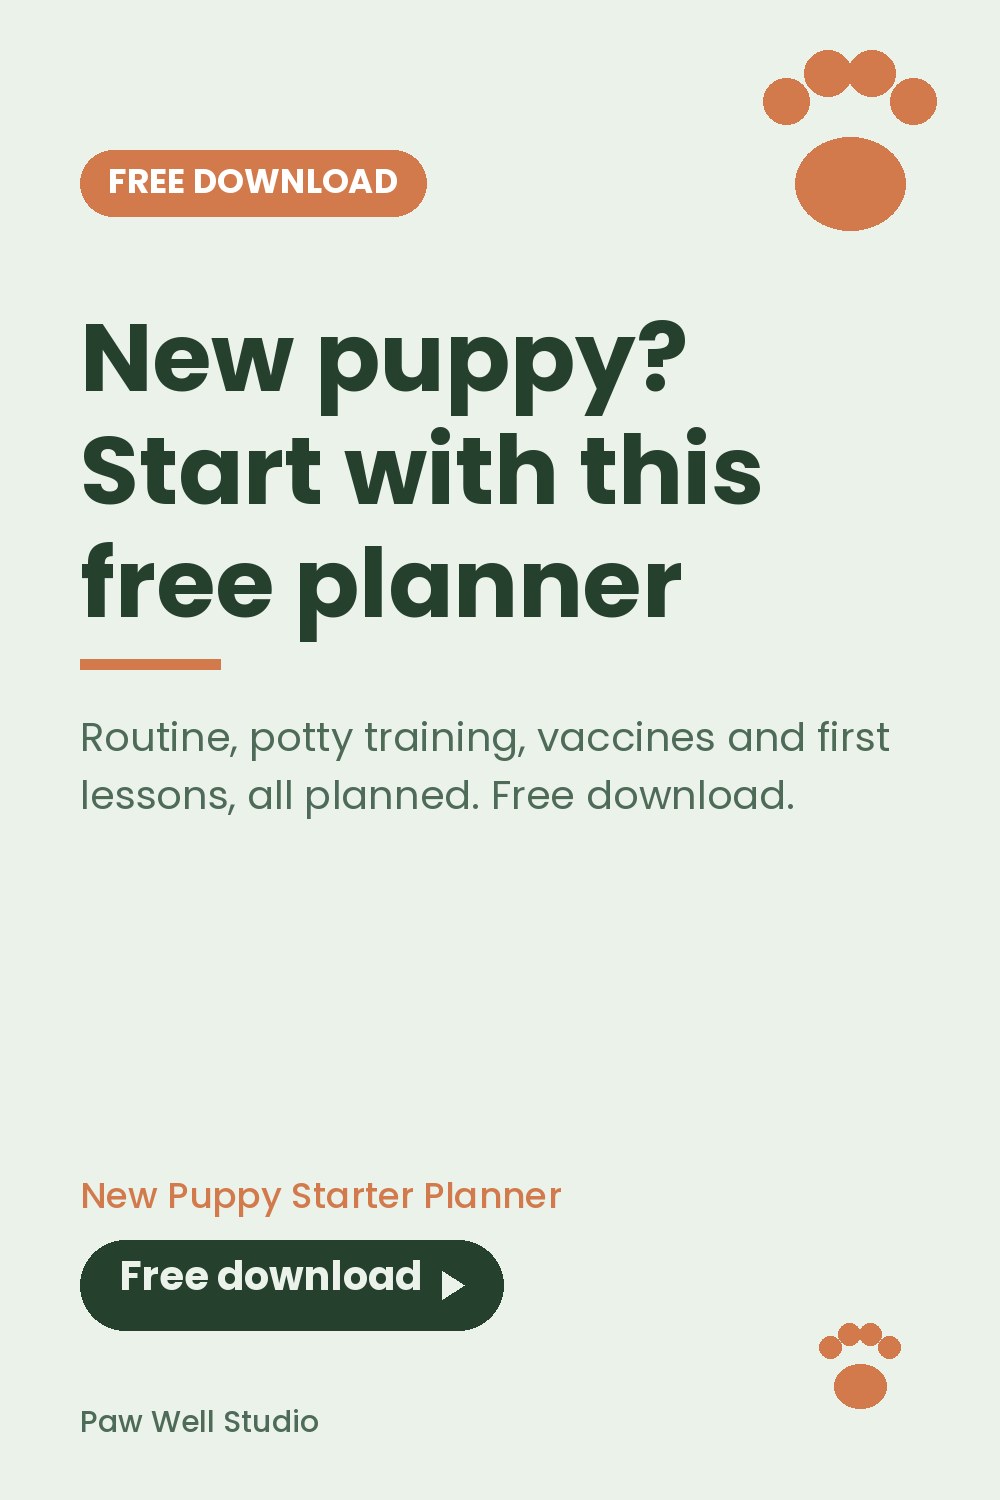 FREE DOWNLOAD
New puppy?
Start with this
free planner
Routine, potty training, vaccines and first
lessons, all planned. Free download.
New Puppy Starter Planner
Free download
Paw Well Studio